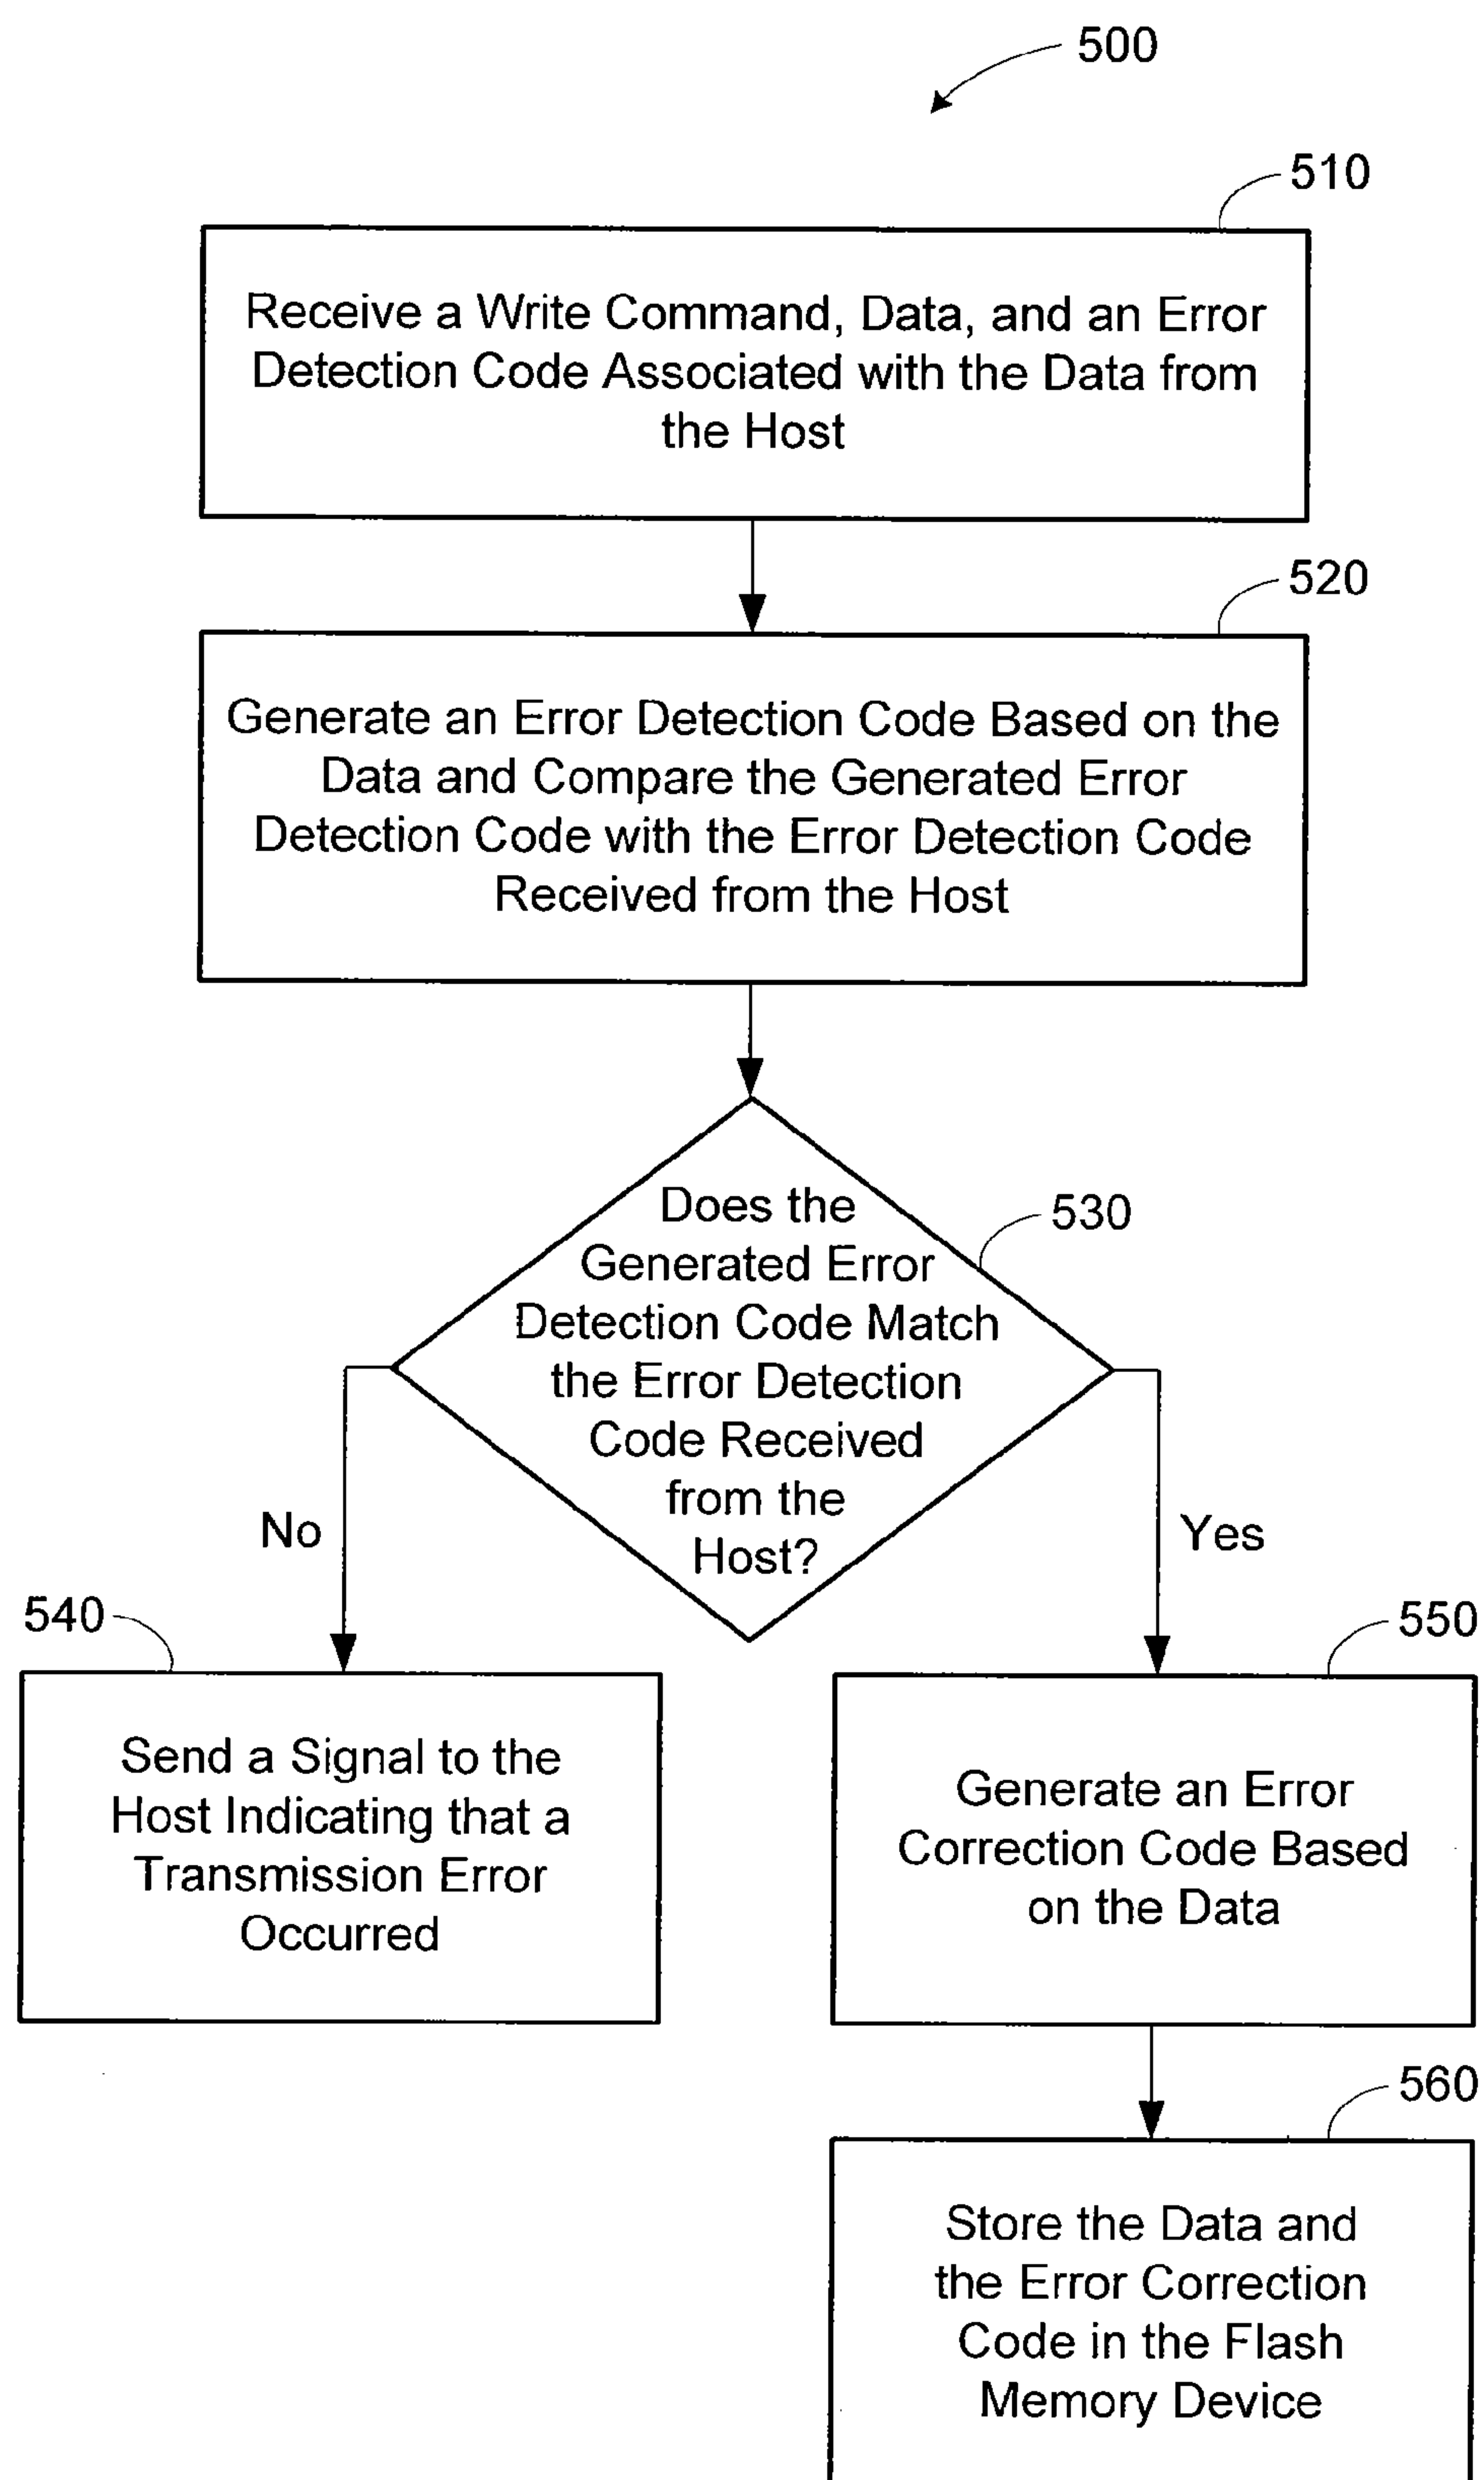 500
510
Receive a Write Command, Data, and an Error
Detection Code Associated with the Data from
the Host
520
Generate an Error Detection Code Based on the
Data and Compare the Generated Error
Detection Code with the Error Detection Code
Received from the Host
530
Does the
Generated Error
Detection Code Match
the Error Detection
Code Received
from the
Host?
No
Yes
540
Send a Signal to the
Host Indicating that a
Transmission Error
Occurred
550
Generate an Error
Correction Code Based
on the Data
560
Store the Data and
the Error Correction
Code in the Flash
Memory Device